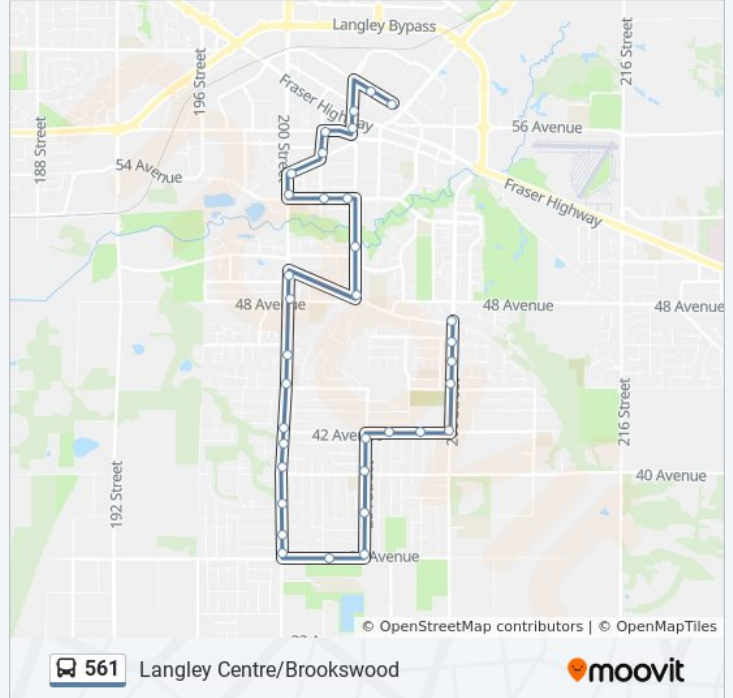 Langley Bypass
196 Street
216 Street
Fraser Highway
188 Street
200 Street
56 Avenue
54 Avenue
Fraser Highway
48 Avenue
48 Avenue
48 Avenue
42 Ave
216 Street
192 Street
40 Avenue
Avenue
© OpenStreetMap contributors | © OpenMapTiles
561 Langley Centre/Brookswood
moovit